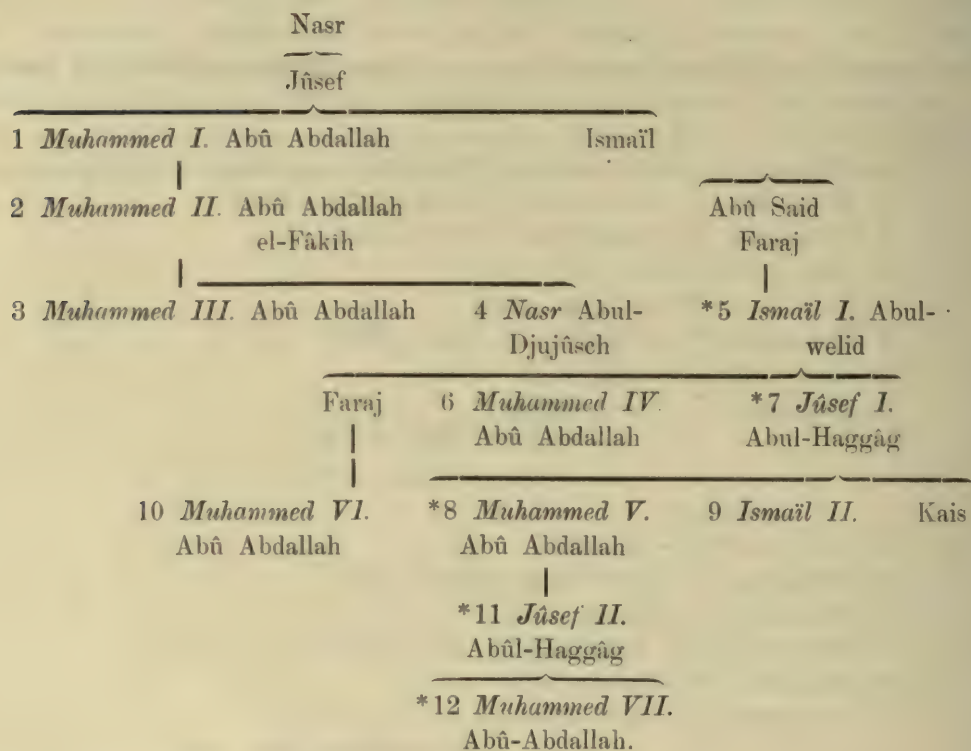 Nasr
Jûsef
1 Muhammed I. Abû Abdallah Ismaïl
2 Muhammed II. Abû Abdallah Abû Said
el-Fâkih Faraj
3 Muhammed III. Abû Abdallah 4 Nasr Abul- *5 Ismaïl I. Abul-
Djujûsch welid
Faraj 6 Muhammed IV. *7 Jûsef I.
Abû Abdallah Abul-Haggâg
10 Muhammed VI. *8 Muhammed V. 9 Ismaïl II. Kais
Abû Abdallah Abû Abdallah
*11 Jûsef II.
Abûl-Haggâg
*12 Muhammed VII.
Abû-Abdallah.